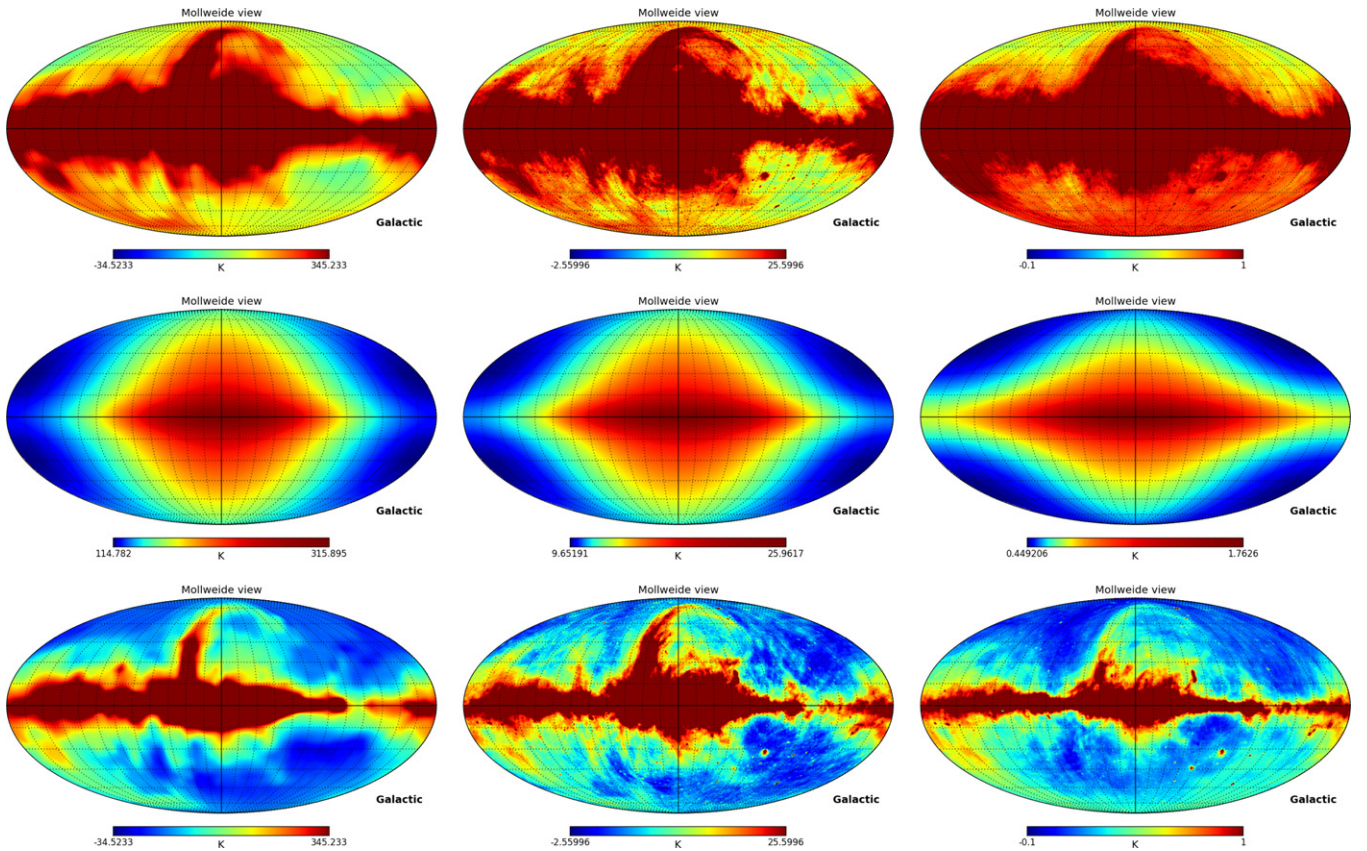 Mollweide view Mollweide view Mollweide view
Galactic Galactic Galactic
-34.5233 K 345.233 -2.55996 K 25.5996 -0.1 K 1
Mollweide view Mollweide view Mollweide view
Galactic Galactic Galactic
114.782 K 315.895 9.65191 K 25.9617 0.449206 K 1.7626
Mollweide view Mollweide view Mollweide view
Galactic Galactic Galactic
-34.5233 K 345.233 -2.55996 K 25.5996 -0.1 K 1